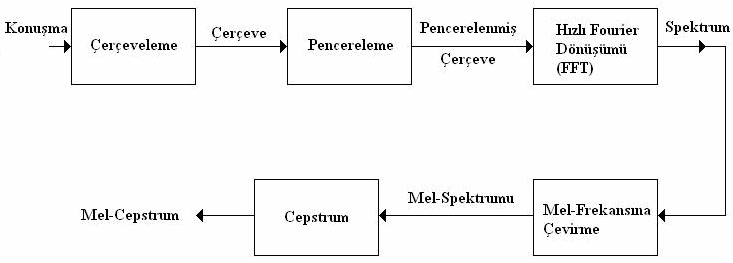 Konuşma
Çerçeveleme
Çerçeve
Pencereleme
Pencerelenmiş
Çerçeve
Hızlı Fourier
Dönüşümü
(FFT)
Spektrum
Mel-Frekansına
Çevirme
Mel-Spektrumu
Cepstrum
Mel-Cepstrum